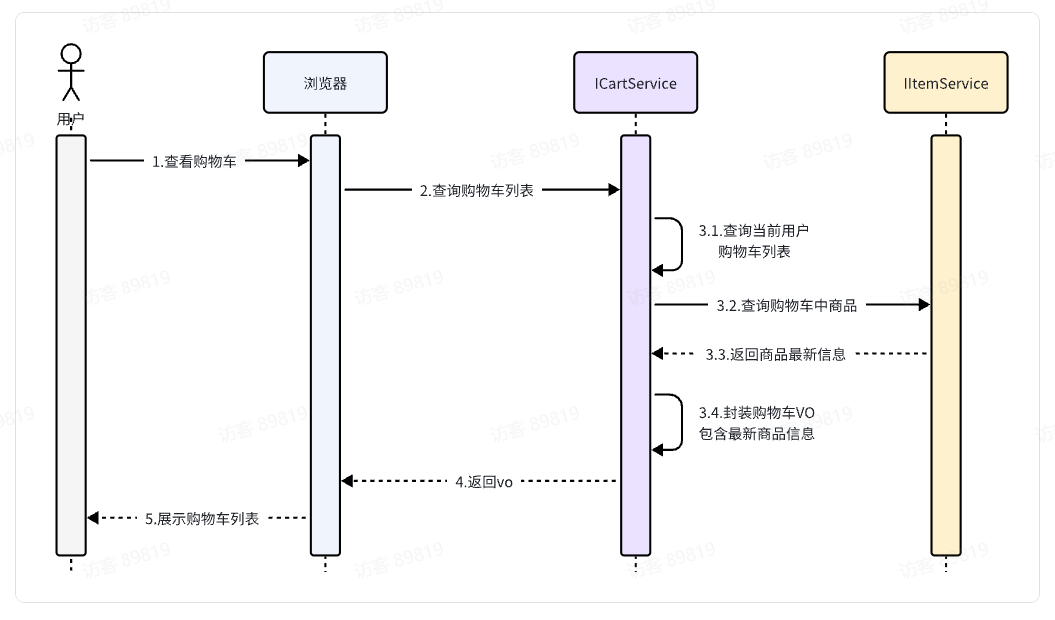 用户
浏览器
ICartService
IItemService
1.查看购物车
2.查询购物车列表
3.1.查询当前用户
购物车列表
3.2.查询购物车中商品
3.3.返回商品最新信息
3.4.封装购物车VO
包含最新商品信息
4.返回vo
5.展示购物车列表
访客 89819